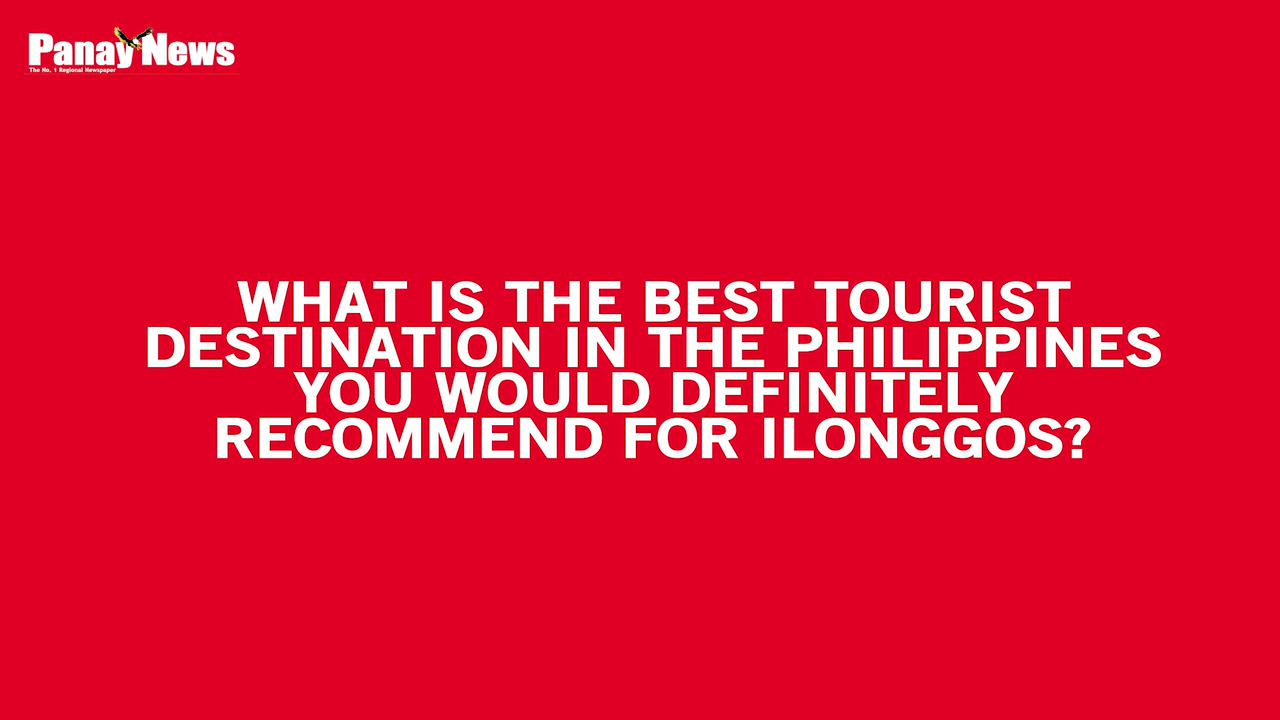 Panay News
The No. 1 Regional Newspaper
WHAT IS THE BEST TOURIST
DESTINATION IN THE PHILIPPINES
YOU WOULD DEFINITELY
RECOMMEND FOR ILONGGOS?